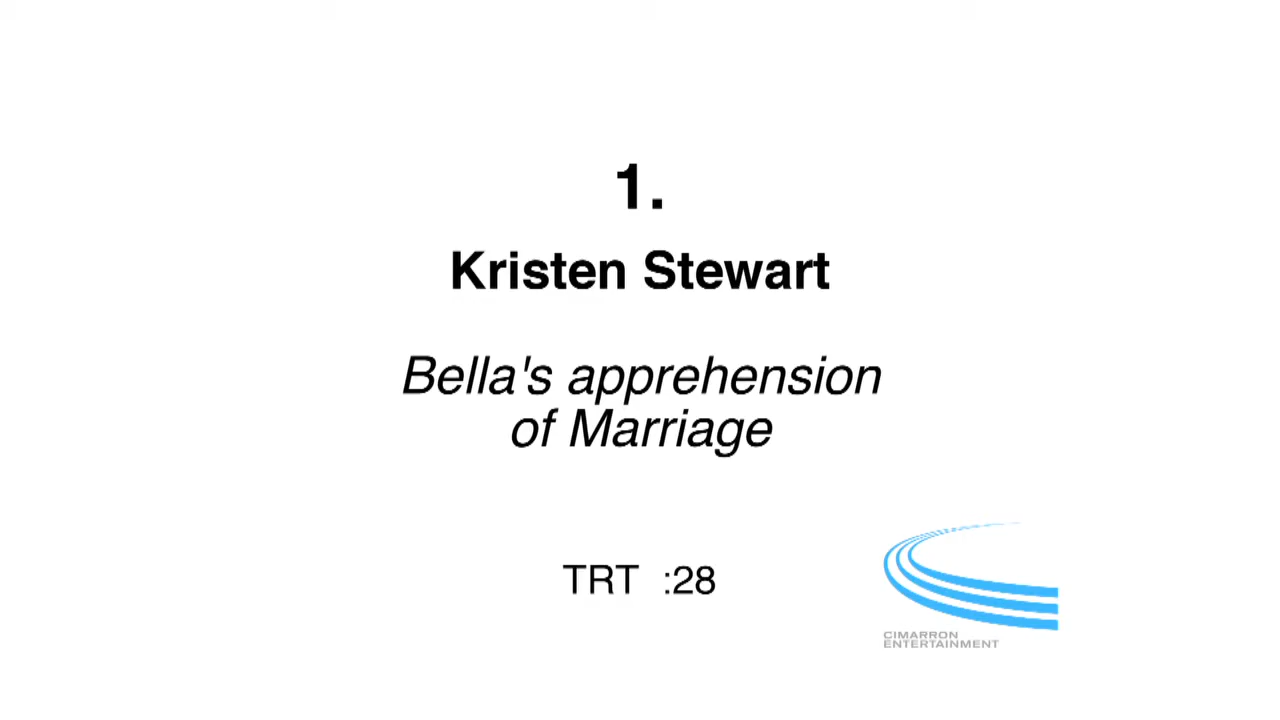 1.
Kristen Stewart
Bella's apprehension
of Marriage
TRT :28
CIMARRON
ENTERTAINMENT